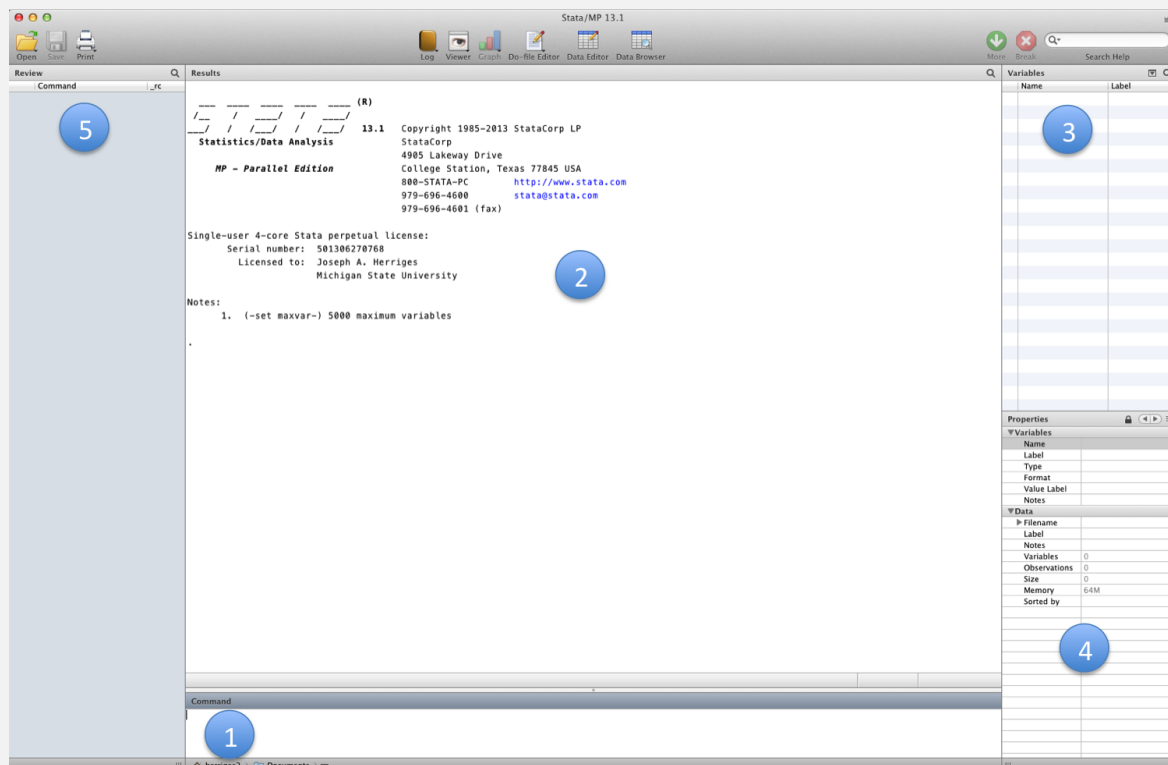 Stata/MP 13.1
Open Save Print
Log Viewer Graph Do-file Editor Data Editor Data Browser
More Break Search Help
Review
Command _rc
5
Results
(R)
13.1 Copyright 1985-2013 StataCorp LP
Statistics/Data Analysis StataCorp
4905 Lakeway Drive
MP - Parallel Edition College Station, Texas 77845 USA
800-STATA-PC http://www.stata.com
979-696-4600 stata@stata.com
979-696-4601 (fax)
Single-user 4-core Stata perpetual license:
Serial number: 501306270768
Licensed to: Joseph A. Herriges
Michigan State University
Notes:
1. (-set maxvar-) 5000 maximum variables
.
2
Command
1
Documents
Variables
Name Label
3
Properties
Variables
Name
Label
Type
Format
Value Label
Notes
Data
Filename
Label
Notes
Variables 0
Observations 0
Size 0
Memory 64M
Sorted by
4